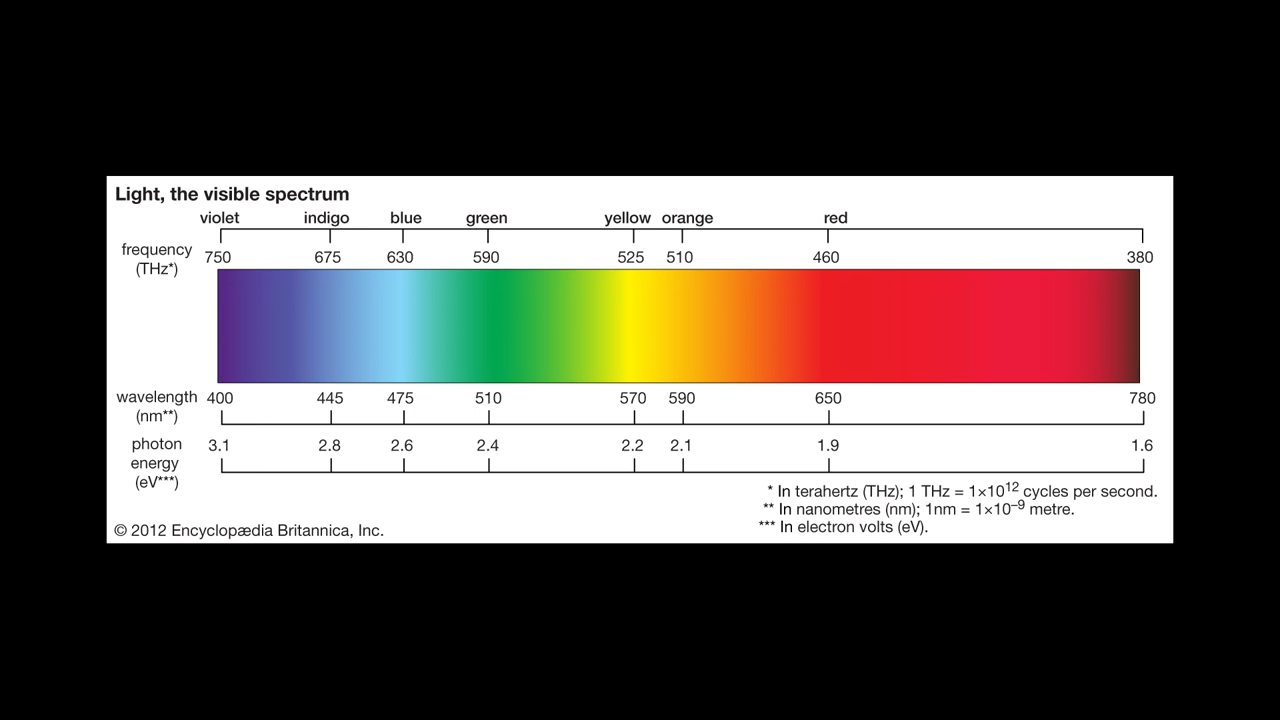 Light, the visible spectrum
violet indigo blue green yellow orange red
frequency
(THz*)
750 675 630 590 525 510 460 380
wavelength
(nm**)
400 445 475 510 570 590 650 780
photon
energy
(eV***)
3.1 2.8 2.6 2.4 2.2 2.1 1.9 1.6
* In terahertz (THz); 1 THz = 1×10¹² cycles per second.
** In nanometres (nm); 1nm = 1×10⁻⁹ metre.
*** In electron volts (eV).
© 2012 Encyclopædia Britannica, Inc.